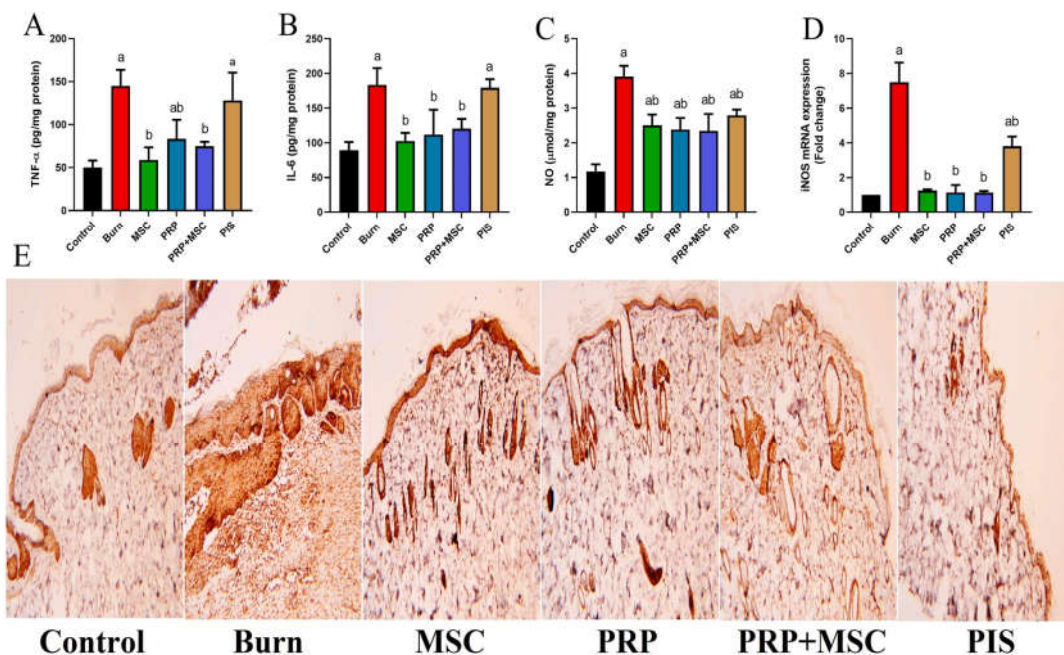 A
TNF-α (pg/mg protein)
200
150
100
50
0
a
b
ab
b
a
Control
Burn
MSC
PRP
PRP+MSC
PIS
B
IL-6 (pg/mg protein)
250
200
150
100
50
0
a
b
b
b
a
Control
Burn
MSC
PRP
PRP+MSC
PIS
C
NO (μmol/mg protein)
5
4
3
2
1
0
a
ab
ab
ab
ab
Control
Burn
MSC
PRP
PRP+MSC
PIS
D
iNOS mRNA expression
(Fold change)
10
8
6
4
2
0
a
b
b
b
ab
Control
Burn
MSC
PRP
PRP+MSC
PIS
E
Control
Burn
MSC
PRP
PRP+MSC
PIS